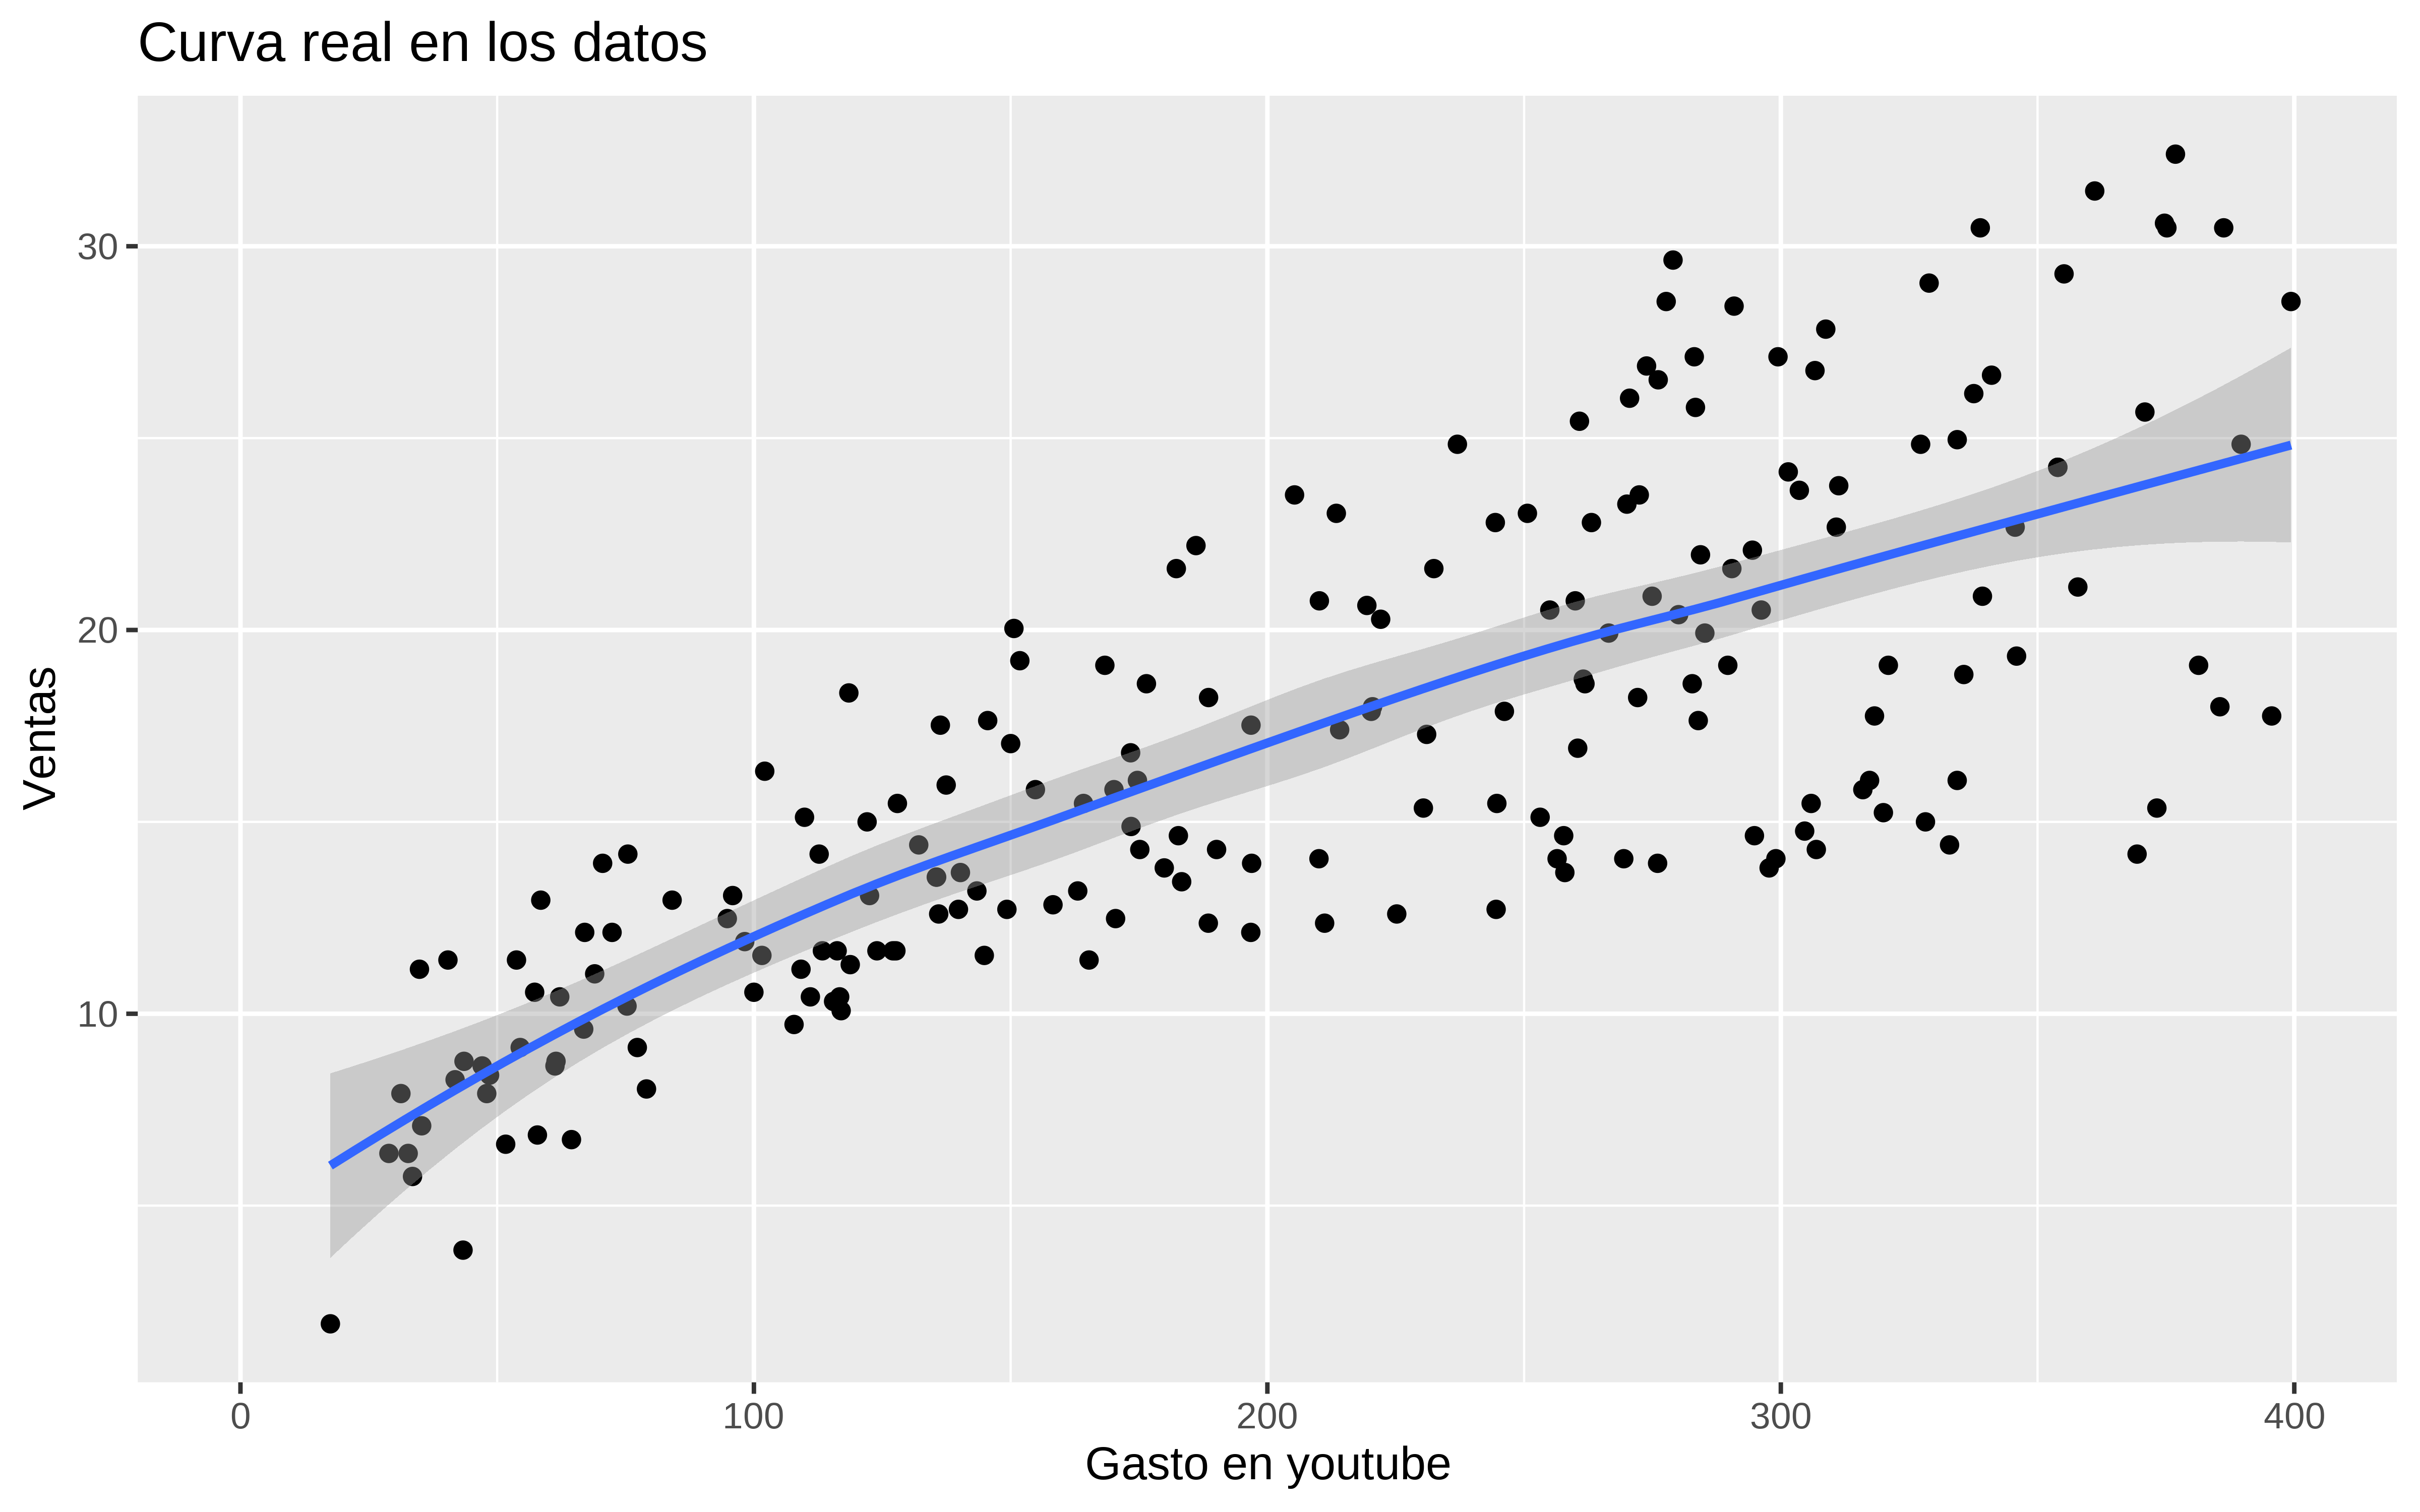 Curva real en los datos
30
20
10
Ventas
0 100 200 300 400
Gasto en youtube